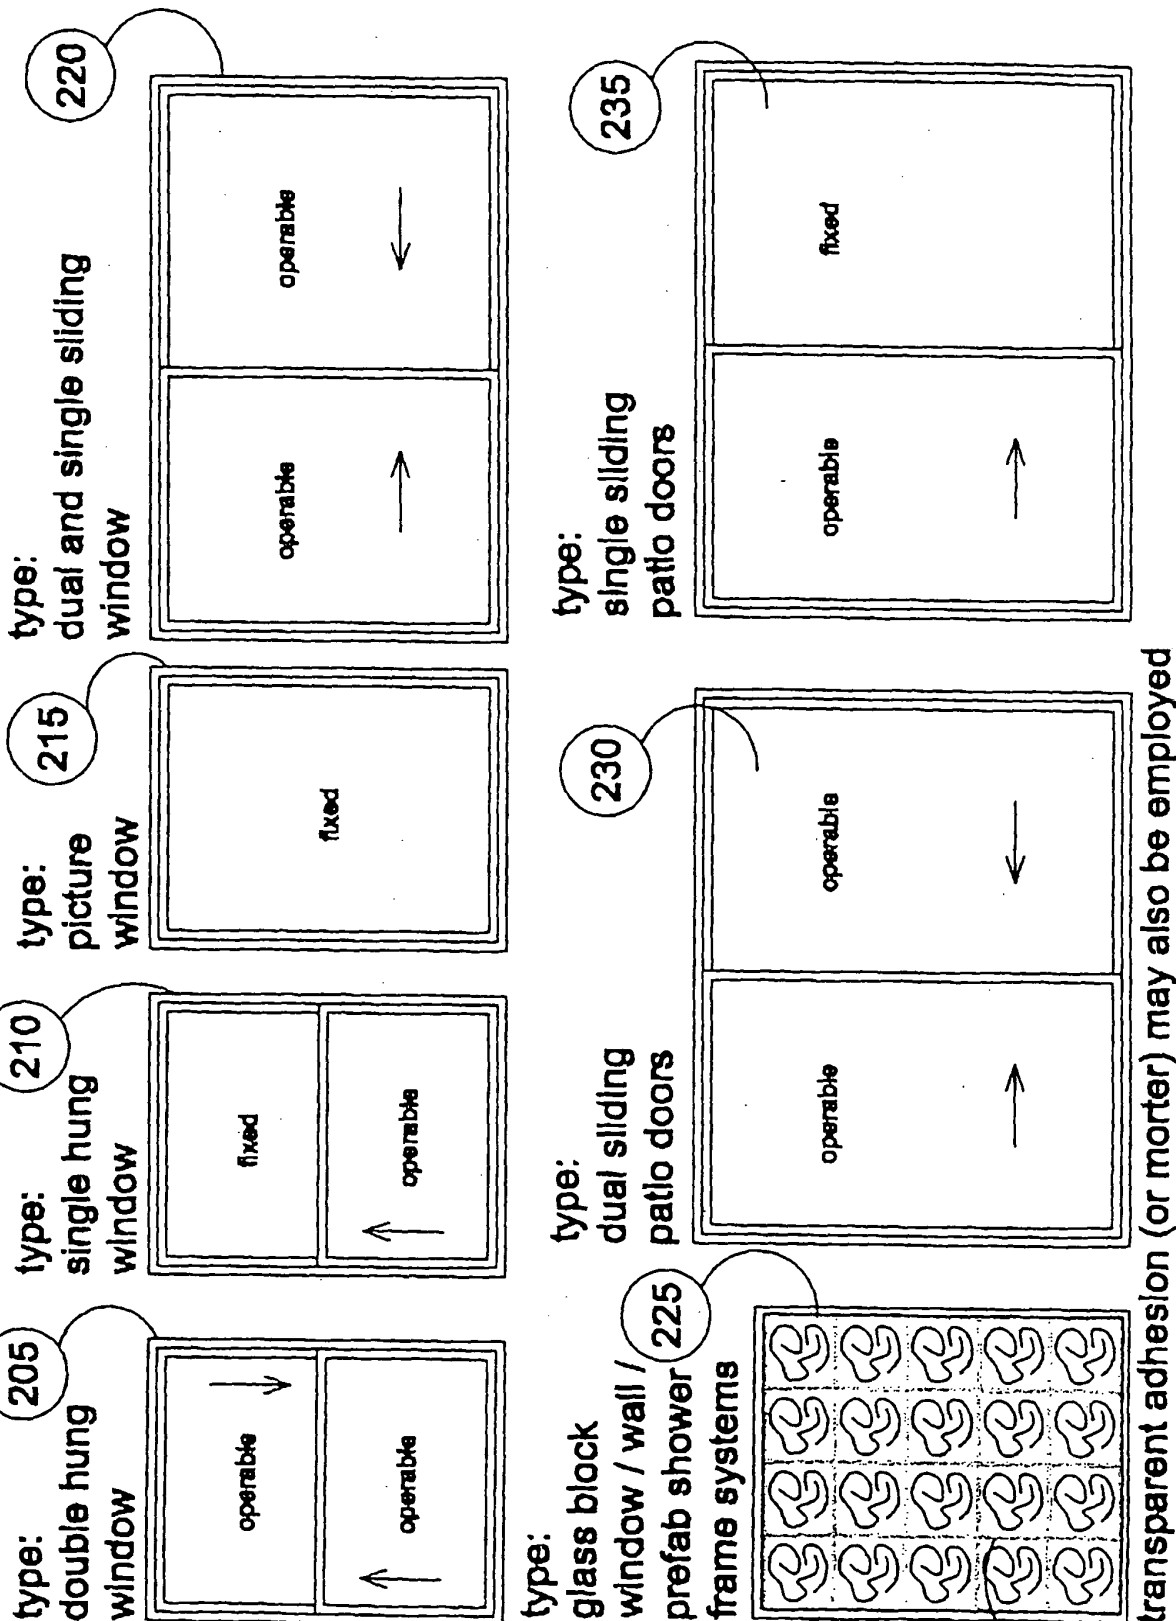 205
type:
double hung
window
operable
operable
210
type:
single hung
window
fixed
operable
215
type:
picture
window
fixed
220
type:
dual and single sliding
window
operable
operable
type:
glass block
window / wall /
prefab shower
frame systems
225
type:
dual sliding
patio doors
230
operable
operable
type:
single sliding
patio doors
235
operable
fixed
transparent adhesion (or morter) may also be employed